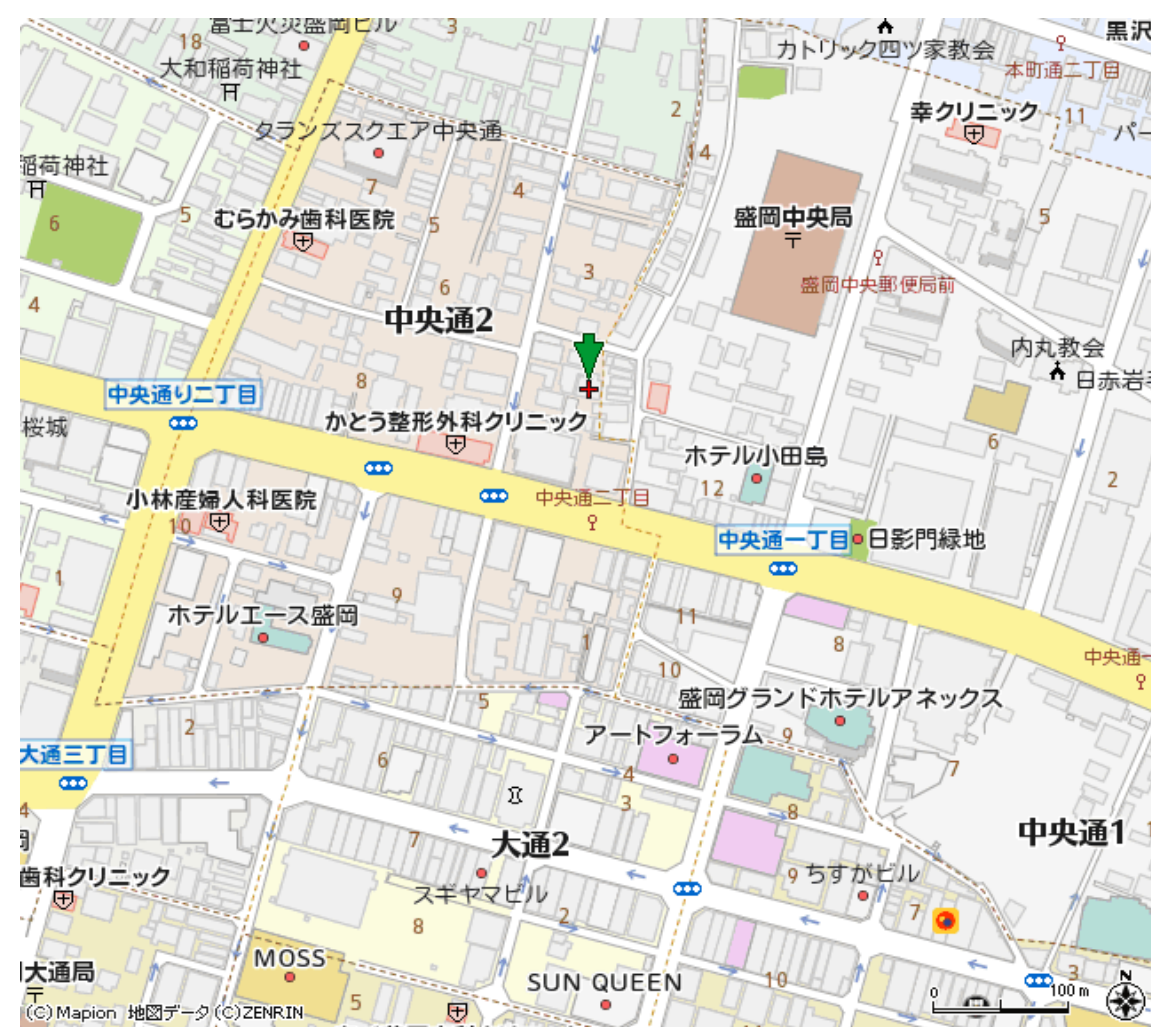 富士火災盛岡ビル
3
黒沢
18
カトリック四ツ家教会
大和稲荷神社
本町通二丁目
2
幸クリニック
11
パー
タランズスクエア中央通
14
稲荷神社
7
4
6
5
むらかみ歯科医院
5
盛岡中央局
5
3
盛岡中央郵便局前
6
4
中央通2
内丸教会
8
日赤岩手
中央通り二丁目
桜城
かとう整形外科クリニック
6
ホテル小田島
2
12
小林産婦人科医院
中央通二丁目
10
中央通一丁目
日影門緑地
1
9
ホテルエース盛岡
11
8
1
中央通一
10
5
盛岡グランドホテルアネックス
2
アートフォーラム
9
大通三丁目
6
4
7
3
8
4
中央通1
7
大通2
歯科クリニック
9
ちすがビル
スギヤマビル
2
7
8
MOSS
大通局
SUN QUEEN
10
3
N
5
0
100 m
(C) Mapion 地図データ (C)ZENRIN